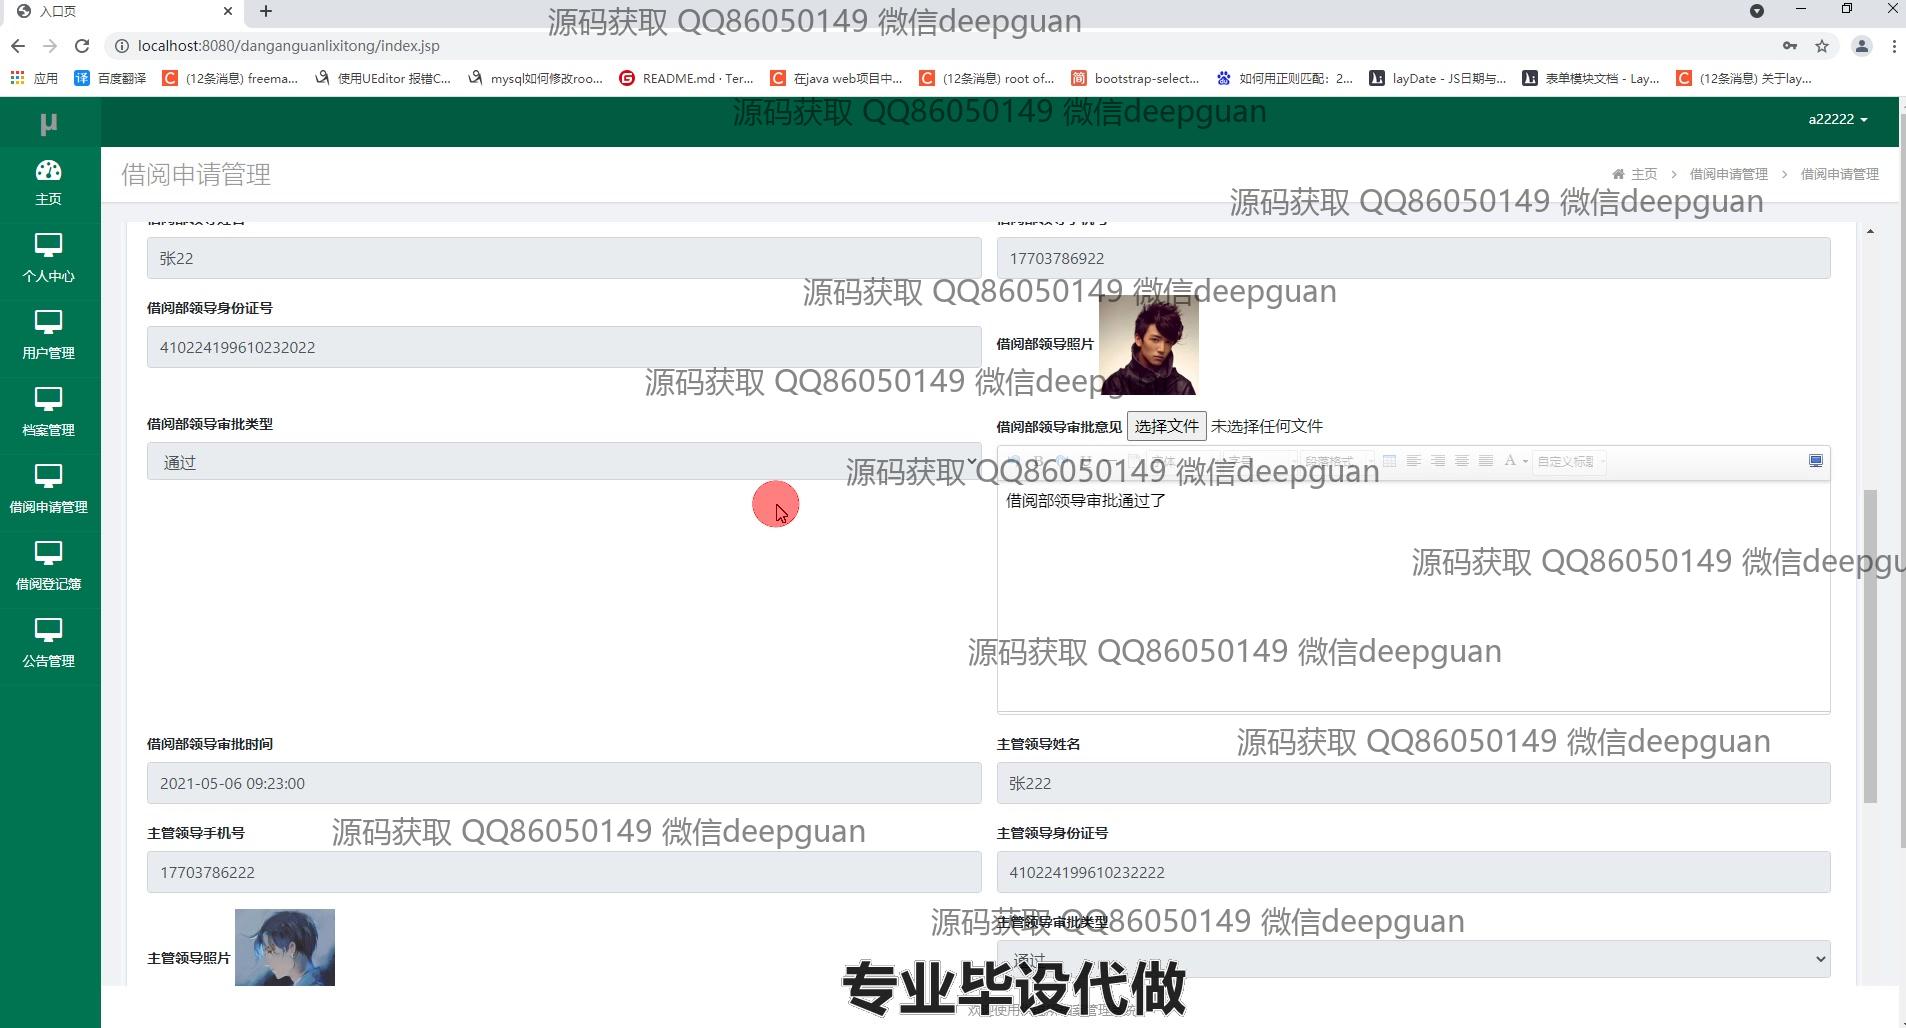 入口页
源码获取 QQ86050149 微信deepguan
localhost:8080/danganguanlixitong/index.jsp
应用
百度翻译
(12条消息) freema...
使用UEditor 报错C...
mysql如何修改roo...
README.md · Ter...
在java web项目中...
(12条消息) root of...
bootstrap-select...
如何用正则匹配：2...
layDate - JS日期与...
表单模块文档 - Lay...
(12条消息) 关于lay...
μ
源码获取 QQ86050149 微信deepguan
a22222
主页
个人中心
用户管理
档案管理
借阅申请管理
借阅登记簿
公告管理
借阅申请管理
主页 > 借阅申请管理 > 借阅申请管理
源码获取 QQ86050149 微信deepguan
张22
17703786922
源码获取 QQ86050149 微信deepguan
借阅部领导身份证号
410224199610232022
借阅部领导照片
源码获取 QQ86050149 微信deepg
借阅部领导审批类型
通过
借阅部领导审批意见 选择文件 未选择任何文件
段落格式
自定义标题
源码获取 QQ86050149 微信deepguan
借阅部领导审批通过了
源码获取 QQ86050149 微信deepgu
源码获取 QQ86050149 微信deepguan
借阅部领导审批时间
2021-05-06 09:23:00
主管领导姓名
张222
源码获取 QQ86050149 微信deepguan
主管领导手机号
17703786222
源码获取 QQ86050149 微信deepguan
主管领导身份证号
410224199610232222
主管领导照片
主管领导审批类型
源码获取 QQ86050149 微信deepguan
通过
专业毕设代做